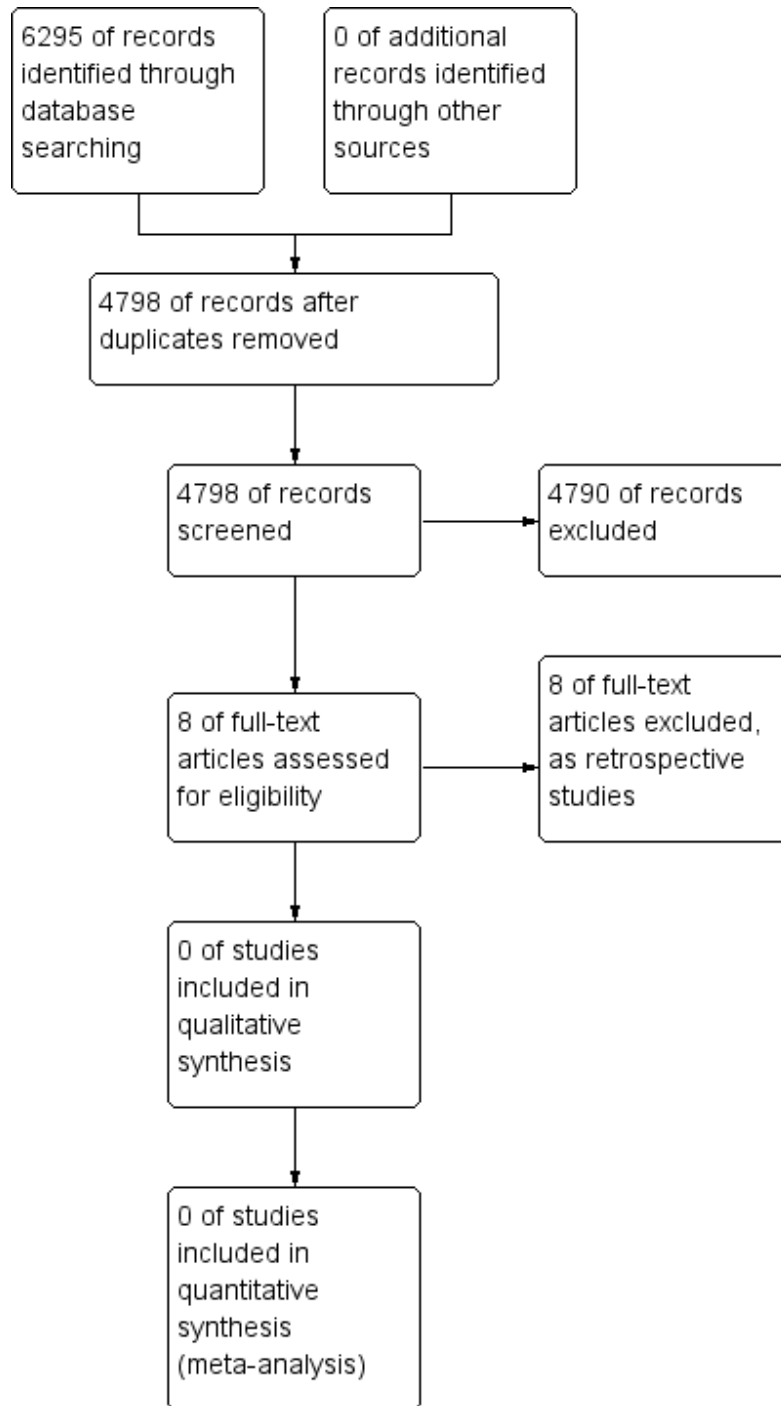 6295 of records
identified through
database
searching
0 of additional
records identified
through other
sources
4798 of records after
duplicates removed
4798 of records
screened
4790 of records
excluded
8 of full-text
articles assessed
for eligibility
8 of full-text
articles excluded,
as retrospective
studies
0 of studies
included in
qualitative
synthesis
0 of studies
included in
quantitative
synthesis
(meta-analysis)